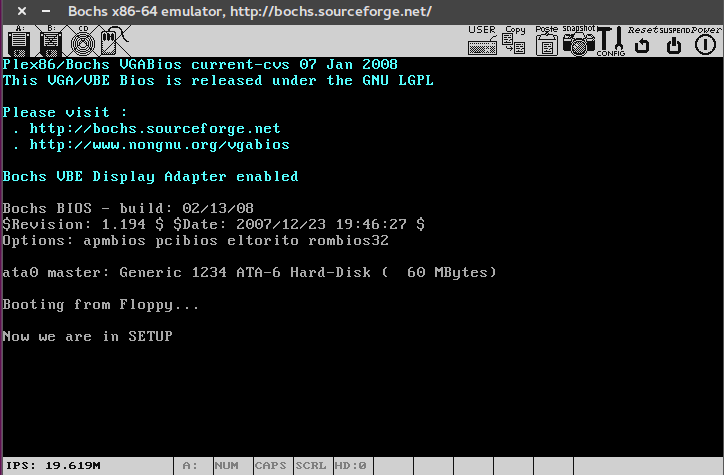 Bochs x86-64 emulator, http://bochs.sourceforge.net/
A: B: CD USER Copy Paste snapshot CONFIG Reset SUSPEND Power
Plex86/Bochs VGABios current-cvs 07 Jan 2008
This VGA/VBE Bios is released under the GNU LGPL
Please visit :
. http://bochs.sourceforge.net
. http://www.nongnu.org/vgabios
Bochs VBE Display Adapter enabled
Bochs BIOS - build: 02/13/08
$Revision: 1.194 $ $Date: 2007/12/23 19:46:27 $
Options: apmbios pcibios eltorito rombios32
ata0 master: Generic 1234 ATA-6 Hard-Disk (  60 MBytes)
Booting from Floppy...
Now we are in SETUP
IPS: 19.619M A: NUM CAPS SCRL HD:0